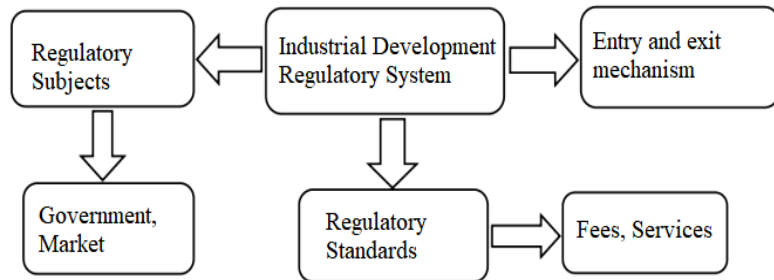 Regulatory
Subjects
Industrial Development
Regulatory System
Entry and exit
mechanism
Government,
Market
Regulatory
Standards
Fees, Services